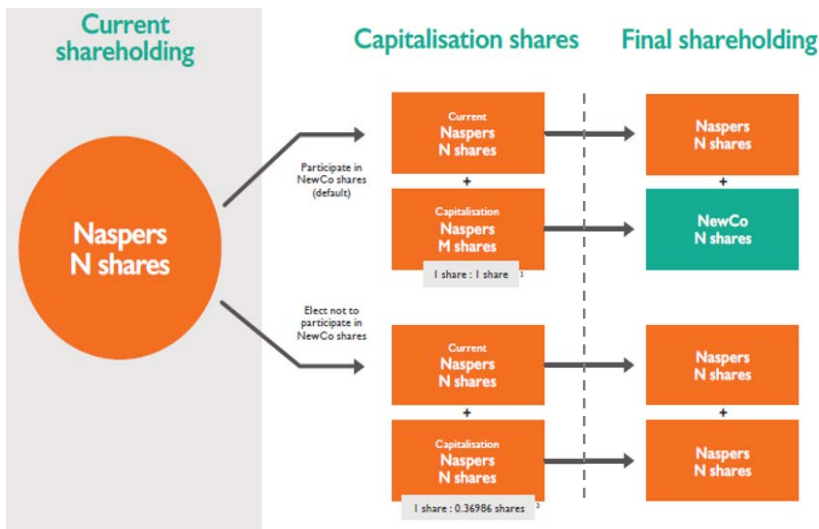 Current
shareholding
Capitalisation shares
Final shareholding
Naspers
N shares
Participate in
NewCo shares
(default)
Current
Naspers
N shares
+
Capitalisation
Naspers
M shares
1 share : 1 share
Naspers
N shares
+
NewCo
N shares
Elect not to
participate in
NewCo shares
Current
Naspers
N shares
+
Capitalisation
Naspers
N shares
1 share : 0.36986 shares 3
Naspers
N shares
+
Naspers
N shares